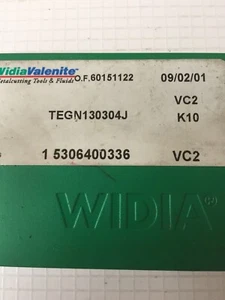 WidiaValenite
Metalcutting Tools & Fluids
O.F.60151122
09/02/01
VC2
TEGN130304J
K10
1 5306400336
VC2
WIDIA